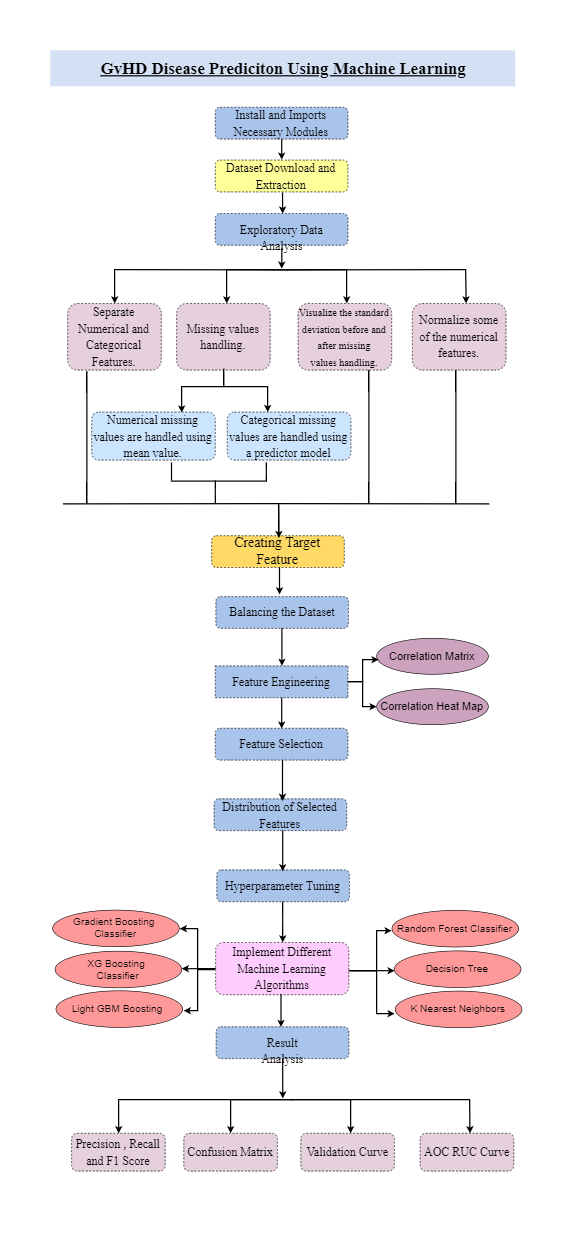 GvHD Disease Prediciton Using Machine Learning
Install and Imports
Necessary Modules
Dataset Download and
Extraction
Exploratory Data
Analysis
Separate
Numerical and
Categorical
Features.
Missing values
handling.
Visualize the standard
deviation before and
after missing
values handling.
Normalize some
of the numerical
features.
Numerical missing
values are handled using
mean value.
Categorical missing
values are handled using
a predictor model
Creating Target
Feature
Balancing the Dataset
Feature Engineering
Correlation Matrix
Correlation Heat Map
Feature Selection
Distribution of Selected
Features
Hyperparameter Tuning
Gradient Boosting
Classifier
XG Boosting
Classifier
Light GBM Boosting
Implement Different
Machine Learning
Algorithms
Random Forest Classifier
Decision Tree
K Nearest Neighbors
Result
Analysis
Precision , Recall
and F1 Score
Confusion Matrix
Validation Curve
AOC RUC Curve